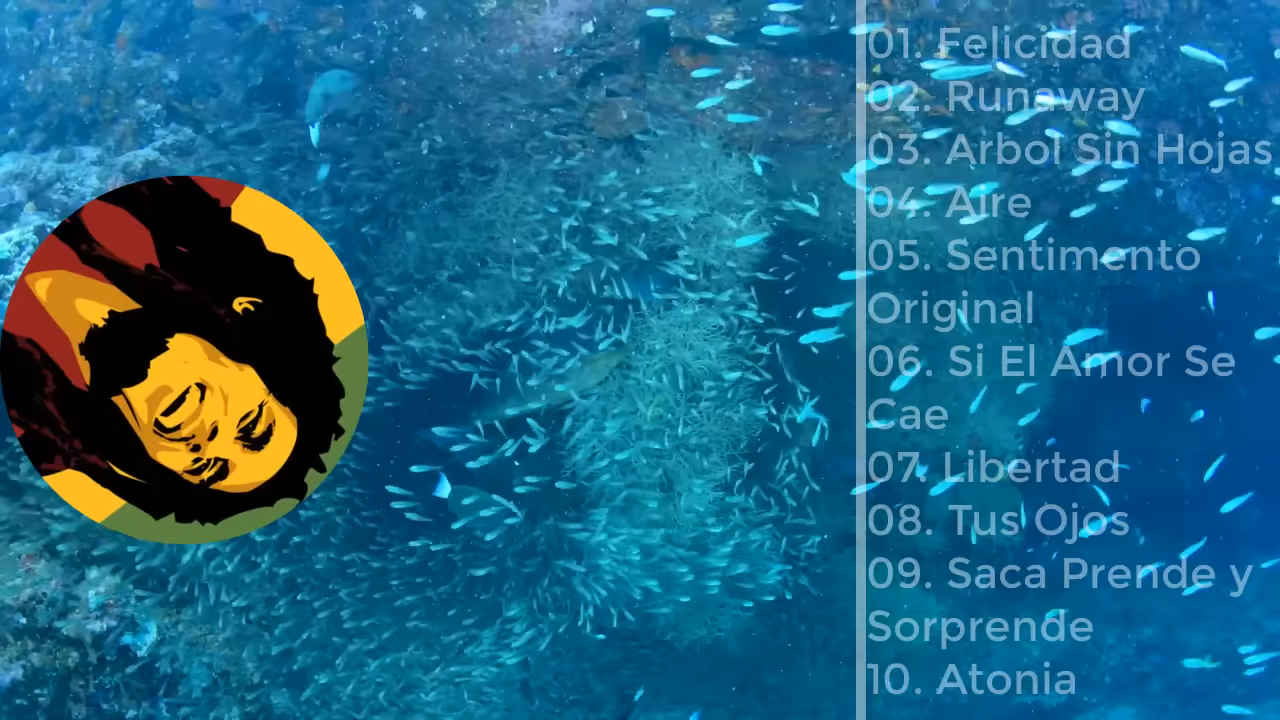 01. Felicidad
02. Runaway
03. Arbol Sin Hojas
04. Aire
05. Sentimento
Original
06. Si El Amor Se
Cae
07. Libertad
08. Tus Ojos
09. Saca Prende y
Sorprende
10. Atonia